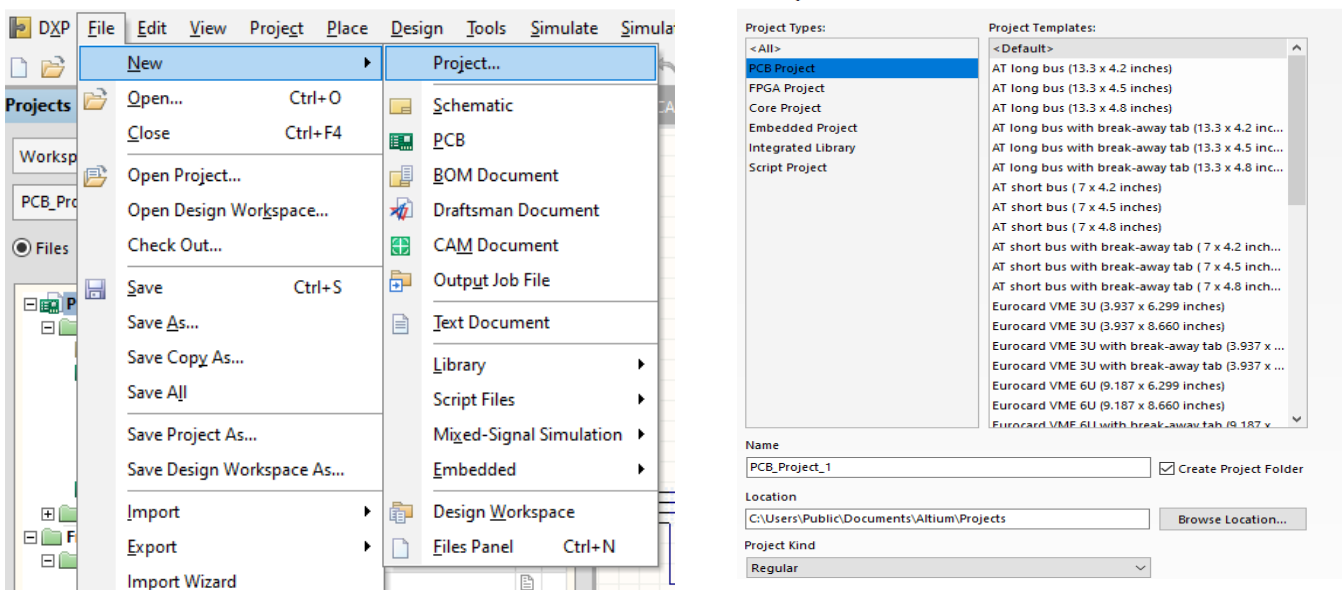 DXP File Edit View Project Place Design Tools Simulate
Projects
Files
New
Open... Ctrl+O
Close Ctrl+F4
Open Project...
Open Design Workspace...
Check Out...
Save Ctrl+S
Save As...
Save Copy As...
Save All
Save Project As...
Save Design Workspace As...
Import
Export
Import Wizard
Project...
Schematic
PCB
BOM Document
Draftsman Document
CAM Document
Output Job File
Text Document
Library
Script Files
Mixed-Signal Simulation
Embedded
Design Workspace
Files Panel Ctrl+N
Project Types:
<All>
PCB Project
FPGA Project
Core Project
Embedded Project
Integrated Library
Script Project
Project Templates:
<Default>
AT long bus (13.3 x 4.2 inches)
AT long bus (13.3 x 4.5 inches)
AT long bus (13.3 x 4.8 inches)
AT long bus with break-away tab (13.3 x 4.2 inc...
AT long bus with break-away tab (13.3 x 4.5 inc...
AT long bus with break-away tab (13.3 x 4.8 inc...
AT short bus ( 7 x 4.2 inches)
AT short bus ( 7 x 4.5 inches)
AT short bus ( 7 x 4.8 inches)
AT short bus with break-away tab ( 7 x 4.2 inch...
AT short bus with break-away tab ( 7 x 4.5 inch...
AT short bus with break-away tab ( 7 x 4.8 inch...
Eurocard VME 3U (3.937 x 6.299 inches)
Eurocard VME 3U (3.937 x 8.660 inches)
Eurocard VME 3U with break-away tab (3.937 x ...
Eurocard VME 3U with break-away tab (3.937 x ...
Eurocard VME 6U (9.187 x 6.299 inches)
Eurocard VME 6U (9.187 x 8.660 inches)
Eurocard VME 6U with break-away tab (9.187 x
Name
PCB_Project_1
Create Project Folder
Location
C:\Users\Public\Documents\Altium\Projects
Browse Location...
Project Kind
Regular